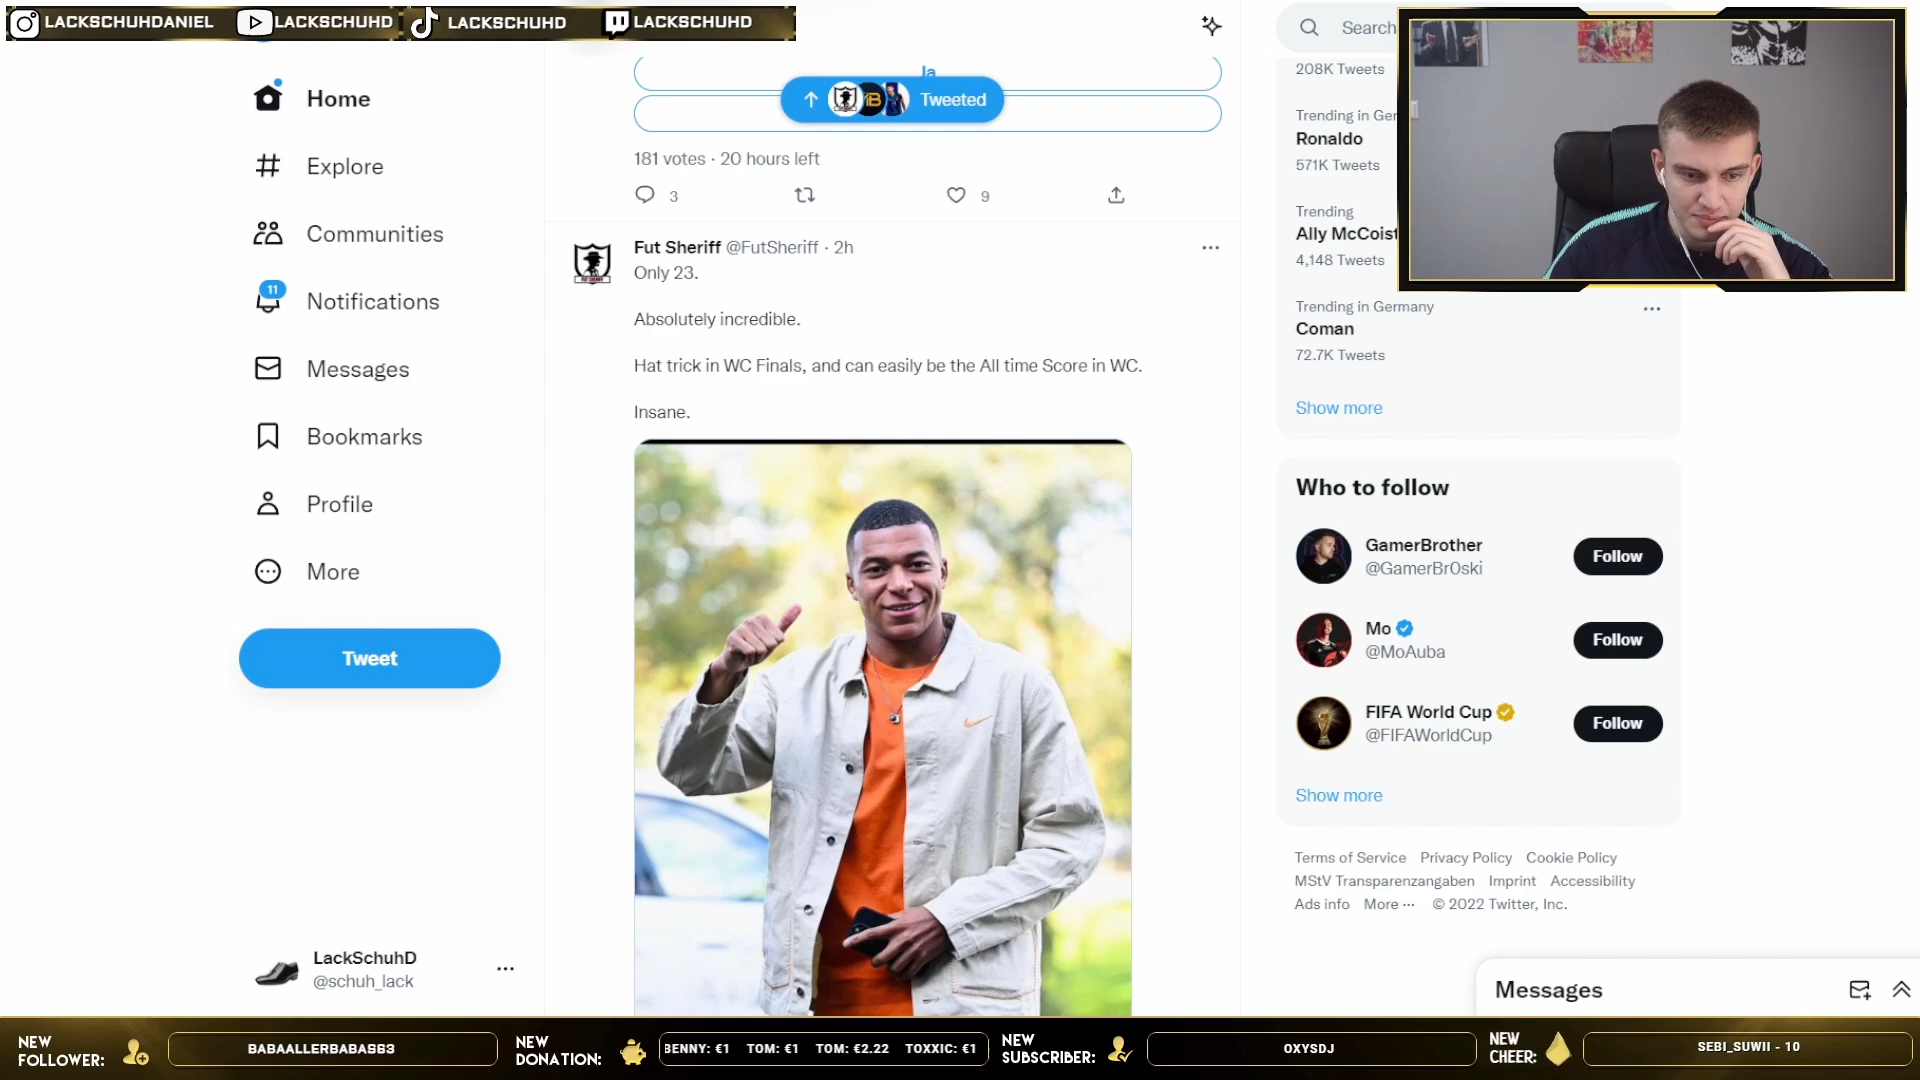 LACKSCHUHDANIEL
LACKSCHUHD
LACKSCHUHD
LACKSCHUHD
Home
Explore
Communities
11
Notifications
Messages
Bookmarks
Profile
More
Tweet
LackSchuhD
@schuh_lack
Ja
Tweeted
181 votes · 20 hours left
3
9
Fut Sheriff @FutSheriff · 2h
Only 23.
Absolutely incredible.
Hat trick in WC Finals, and can easily be the All time Score in WC.
Insane.
Search
208K Tweets
Trending in Ger
Ronaldo
571K Tweets
Trending
Ally McCoist
4,148 Tweets
Trending in Germany
Coman
72.7K Tweets
Show more
Who to follow
GamerBrother
@GamerBr0ski
Follow
Mo
@MoAuba
Follow
FIFA World Cup
@FIFAWorldCup
Follow
Show more
Terms of Service Privacy Policy Cookie Policy
MStV Transparenzangaben Imprint Accessibility
Ads info More ··· © 2022 Twitter, Inc.
Messages
NEW
FOLLOWER:
BABAALLERBABASB3
NEW
DONATION:
BENNY: €1 TOM: €1 TOM: €2.22 TOXXIC: €1
NEW
SUBSCRIBER:
OXYSDJ
NEW
CHEER:
SEBI_SUWII - 10